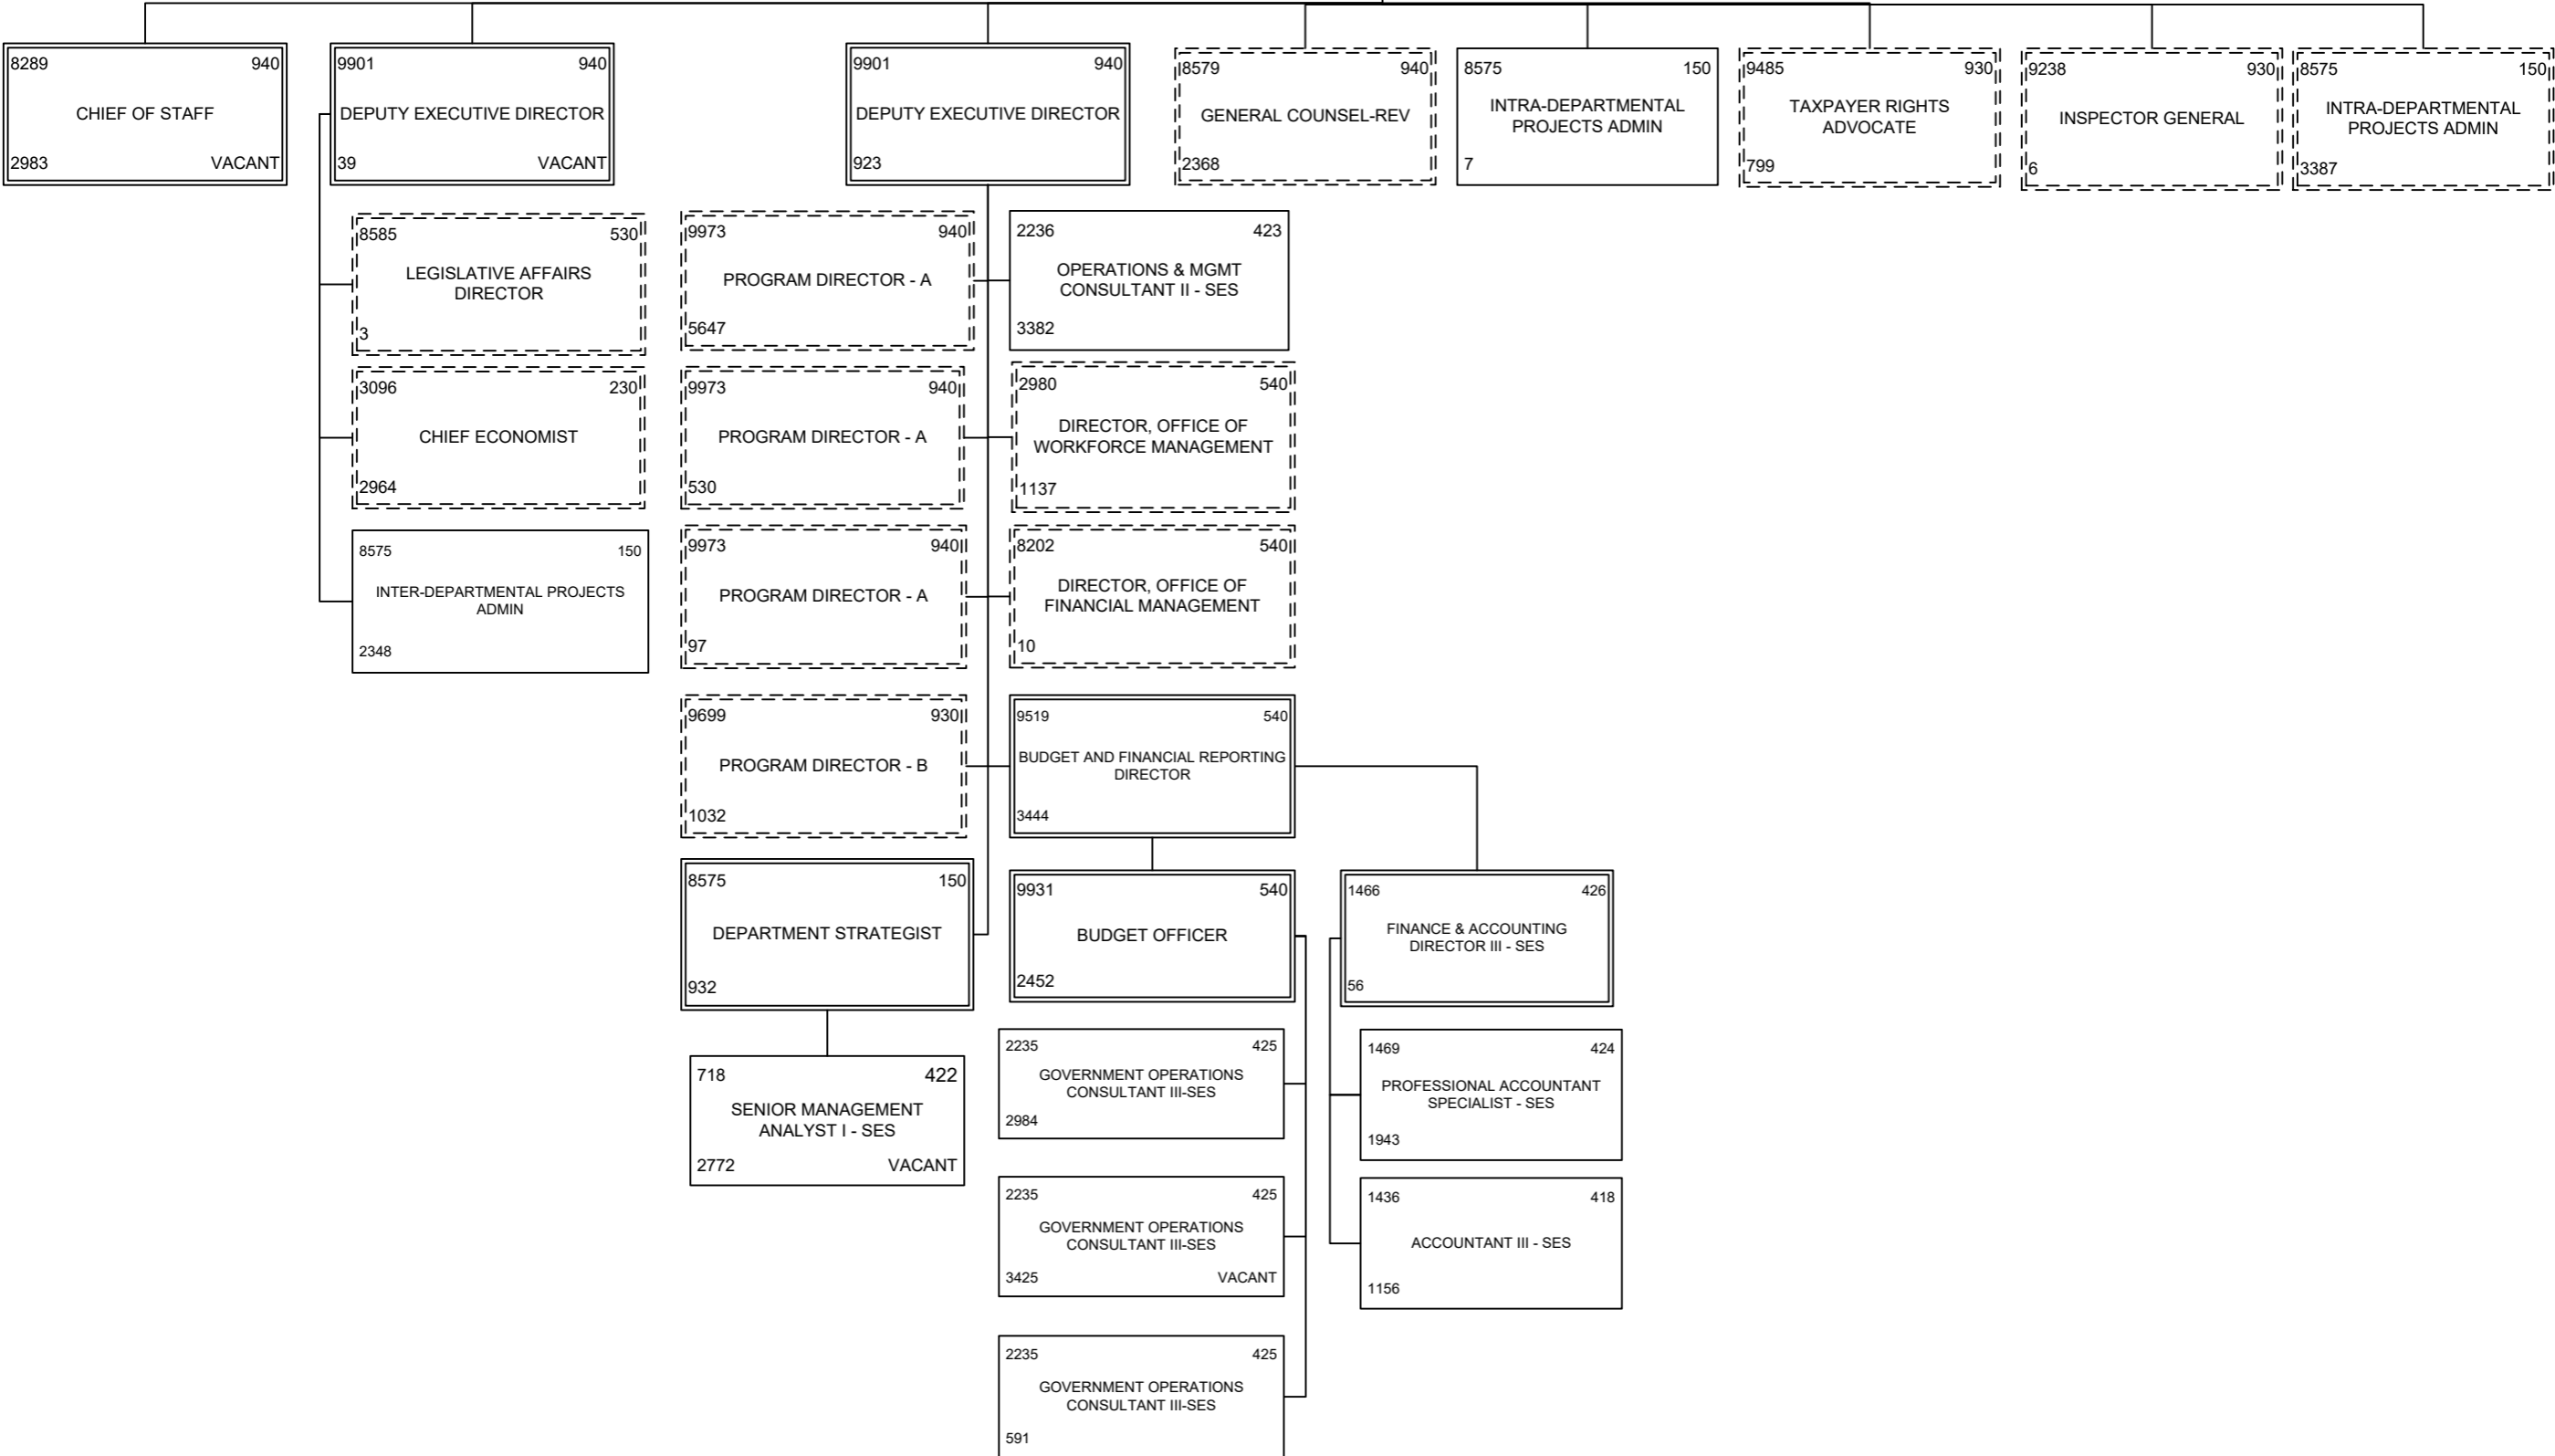 8289 940
CHIEF OF STAFF
2983 VACANT
9901 940
DEPUTY EXECUTIVE DIRECTOR
39 VACANT
9901 940
DEPUTY EXECUTIVE DIRECTOR
923
8579 940
GENERAL COUNSEL-REV
2368
8575 150
INTRA-DEPARTMENTAL
PROJECTS ADMIN
7
9485 930
TAXPAYER RIGHTS
ADVOCATE
799
9238 930
INSPECTOR GENERAL
6
8575 150
INTRA-DEPARTMENTAL
PROJECTS ADMIN
3387
8585 530
LEGISLATIVE AFFAIRS
DIRECTOR
3
3096 230
CHIEF ECONOMIST
2964
8575 150
INTER-DEPARTMENTAL PROJECTS
ADMIN
2348
9973 940
PROGRAM DIRECTOR - A
5647
2236 423
OPERATIONS & MGMT
CONSULTANT II - SES
3382
9973 940
PROGRAM DIRECTOR - A
530
2980 540
DIRECTOR, OFFICE OF
WORKFORCE MANAGEMENT
1137
9973 940
PROGRAM DIRECTOR - A
97
8202 540
DIRECTOR, OFFICE OF
FINANCIAL MANAGEMENT
10
9699 930
PROGRAM DIRECTOR - B
1032
9519 540
BUDGET AND FINANCIAL REPORTING
DIRECTOR
3444
8575 150
DEPARTMENT STRATEGIST
932
718 422
SENIOR MANAGEMENT
ANALYST I - SES
2772 VACANT
9931 540
BUDGET OFFICER
2452
2235 425
GOVERNMENT OPERATIONS
CONSULTANT III-SES
2984
2235 425
GOVERNMENT OPERATIONS
CONSULTANT III-SES
3425 VACANT
2235 425
GOVERNMENT OPERATIONS
CONSULTANT III-SES
591
1466 426
FINANCE & ACCOUNTING
DIRECTOR III - SES
56
1469 424
PROFESSIONAL ACCOUNTANT
SPECIALIST - SES
1943
1436 418
ACCOUNTANT III - SES
1156